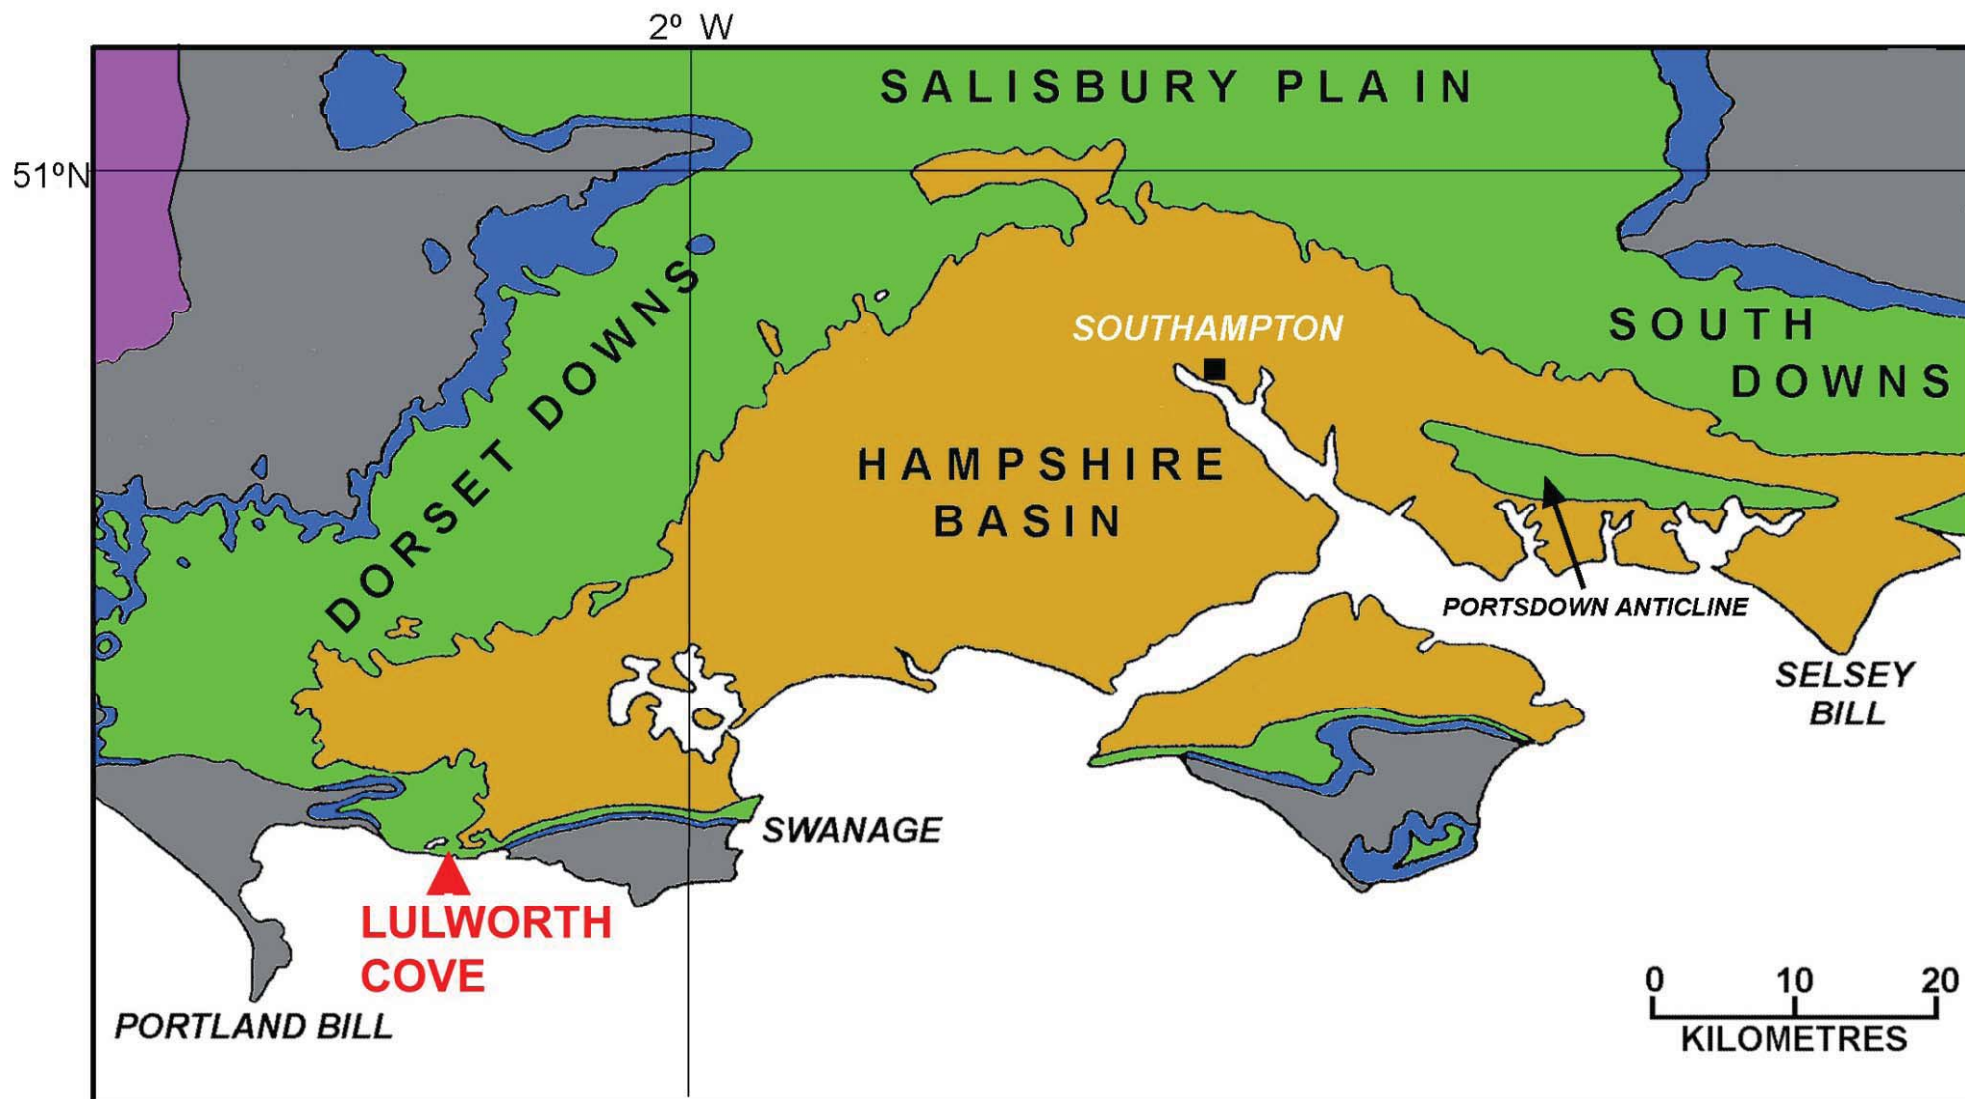 2º W
SALISBURY PLAIN
51ºN
DORSET DOWNS
SOUTHAMPTON
SOUTH
DOWNS
HAMPSHIRE
BASIN
PORTSDOWN ANTICLINE
SELSEY
BILL
SWANAGE
LULWORTH
COVE
PORTLAND BILL
0 10 20
KILOMETRES